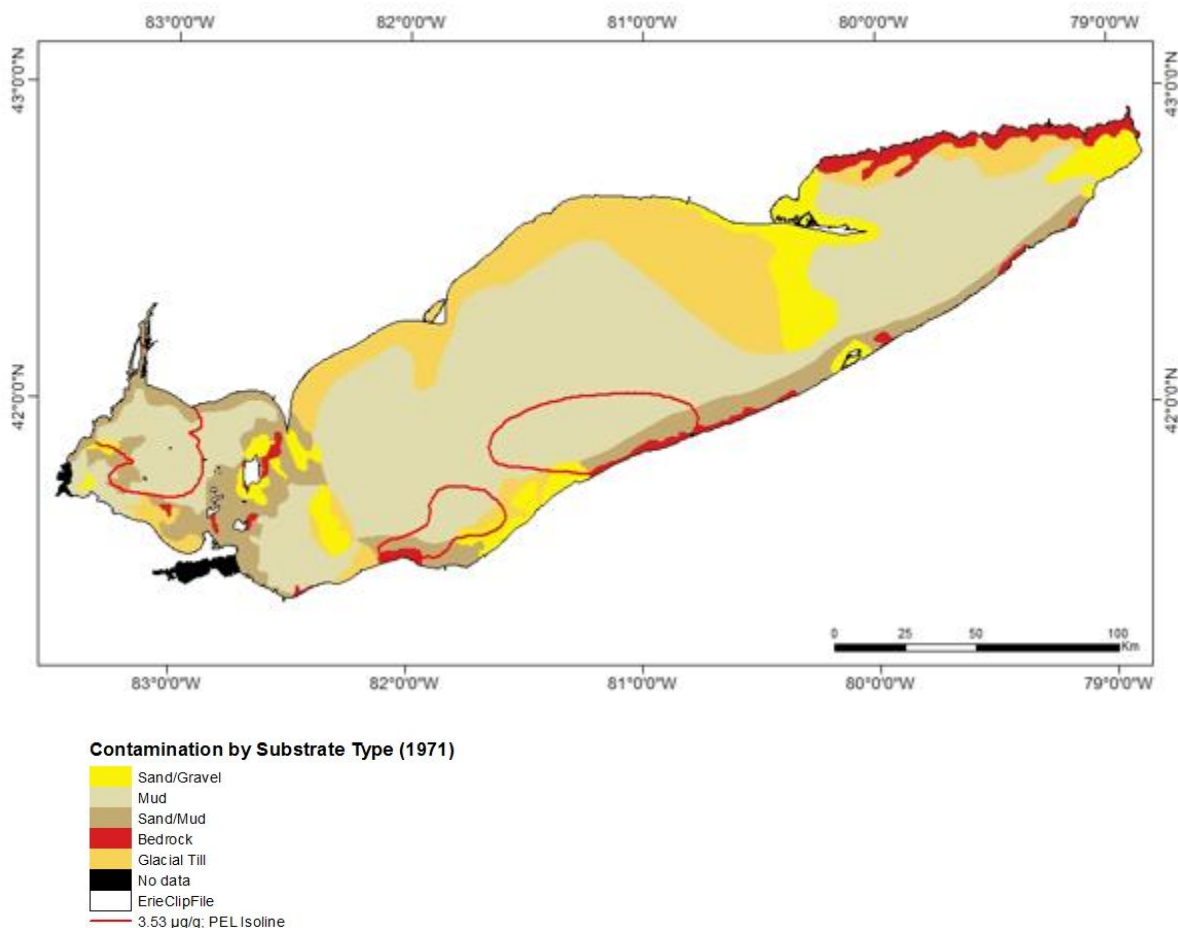 83°0'0"W 82°0'0"W 81°0'0"W 80°0'0"W 79°0'0"W
43°0'0"N 43°0'0"N
42°0'0"N 42°0'0"N
0 25 50 100
Km
83°0'0"W 82°0'0"W 81°0'0"W 80°0'0"W 79°0'0"W
Contamination by Substrate Type (1971)
Sand/Gravel
Mud
Sand/Mud
Bedrock
Glacial Till
No data
ErieClipFile
3.53 µg/g: PEL Isoline